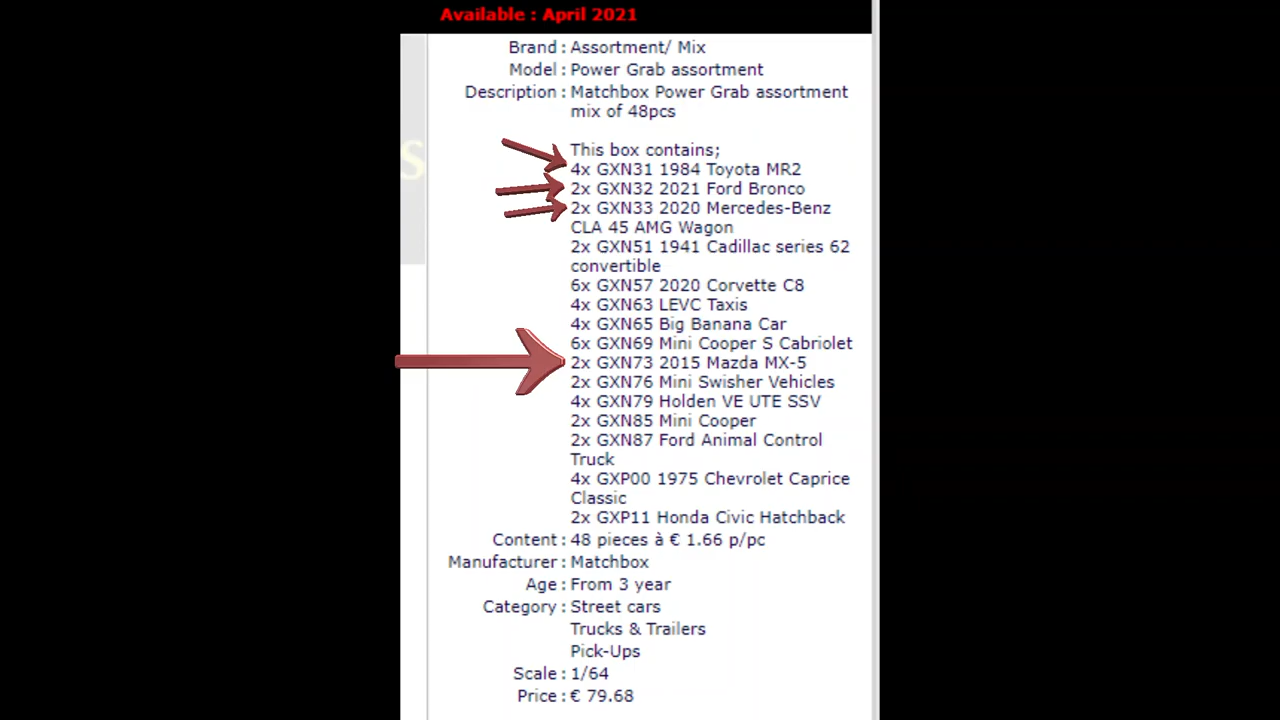 Available : April 2021
Brand : Assortment/ Mix
Model : Power Grab assortment
Description : Matchbox Power Grab assortment
mix of 48pcs
This box contains;
4x GXN31 1984 Toyota MR2
2x GXN32 2021 Ford Bronco
2x GXN33 2020 Mercedes-Benz
CLA 45 AMG Wagon
2x GXN51 1941 Cadillac series 62
convertible
6x GXN57 2020 Corvette C8
4x GXN63 LEVC Taxis
4x GXN65 Big Banana Car
6x GXN69 Mini Cooper S Cabriolet
2x GXN73 2015 Mazda MX-5
2x GXN76 Mini Swisher Vehicles
4x GXN79 Holden VE UTE SSV
2x GXN85 Mini Cooper
2x GXN87 Ford Animal Control
Truck
4x GXP00 1975 Chevrolet Caprice
Classic
2x GXP11 Honda Civic Hatchback
Content : 48 pieces à € 1.66 p/pc
Manufacturer : Matchbox
Age : From 3 year
Category : Street cars
Trucks & Trailers
Pick-Ups
Scale : 1/64
Price : € 79.68